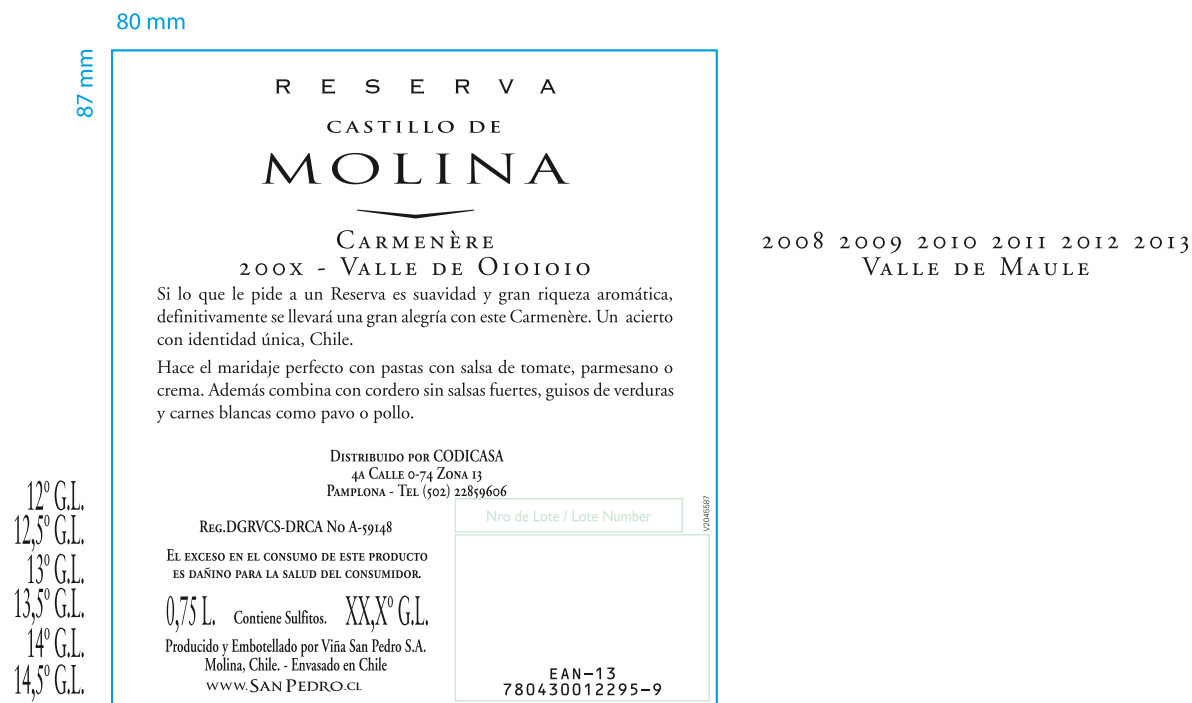 80 mm
87 mm
RESERVA
CASTILLO DE
MOLINA
CARMENÈRE
200X - VALLE DE OIOIOIO
2008 2009 2010 2011 2012 2013
VALLE DE MAULE
Si lo que le pide a un Reserva es suavidad y gran riqueza aromática,
definitivamente se llevará una gran alegría con este Carmenère. Un acierto
con identidad única, Chile.
Hace el maridaje perfecto con pastas con salsa de tomate, parmesano o
crema. Además combina con cordero sin salsas fuertes, guisos de verduras
y carnes blancas como pavo o pollo.
DISTRIBUIDO POR CODICASA
4A CALLE 0-74 ZONA 13
PAMPLONA - TEL (502) 22859606
Nro de Lote / Lote Number
V2045587
REG.DGRVCS-DRCA NO A-59148
EL EXCESO EN EL CONSUMO DE ESTE PRODUCTO
ES DAÑINO PARA LA SALUD DEL CONSUMIDOR.
0,75 L. Contiene Sulfitos. XX,Xº G.L.
Producido y Embotellado por Viña San Pedro S.A.
Molina, Chile. - Envasado en Chile
WWW.SANPEDRO.CL
EAN-13
780430012295-9
12º G.L.
12,5º G.L.
13º G.L.
13,5º G.L.
14º G.L.
14,5º G.L.